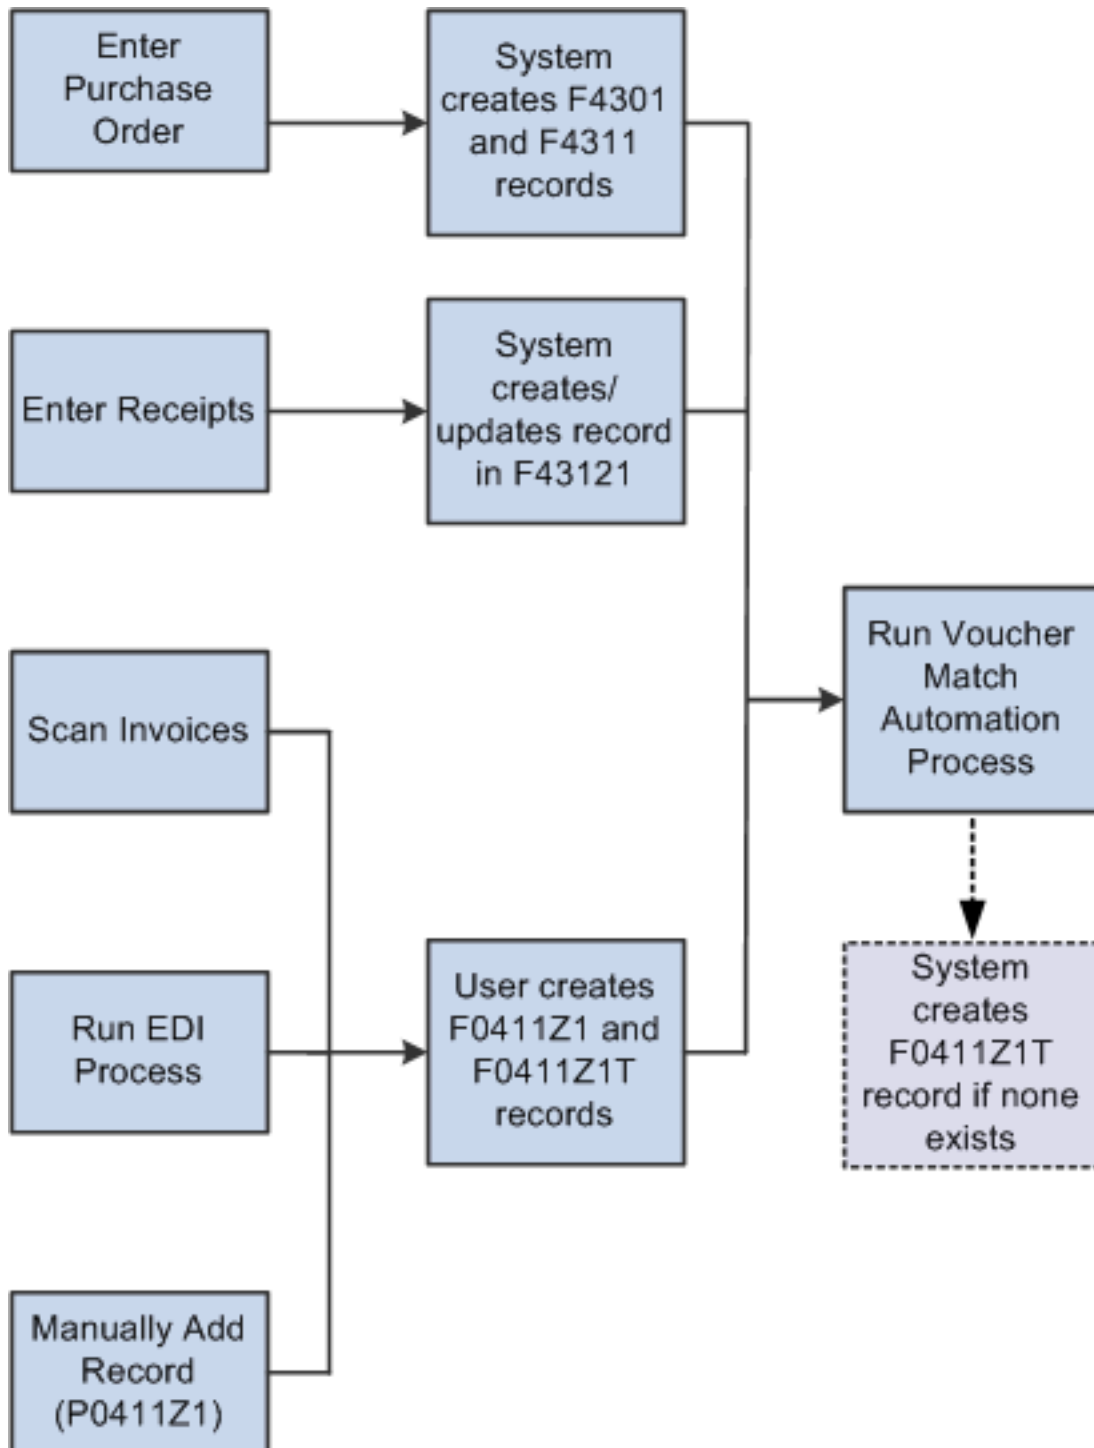 Enter
Purchase
Order
System
creates F4301
and F4311
records
Enter Receipts
System
creates/
updates record
in F43121
Scan Invoices
Run Voucher
Match
Automation
Process
Run EDI
Process
User creates
F0411Z1 and
F0411Z1T
records
System
creates
F0411Z1T
record if none
exists
Manually Add
Record
(P0411Z1)